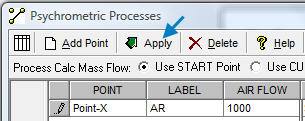 Psychrometric Processes
Add Point Apply Delete ? Help
Process Calc Mass Flow: Use START Point Use CU
POINT LABEL AIR FLOW
Point-X AR 1000